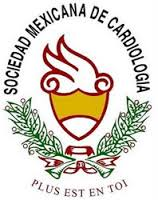 SOCIEDAD MEXICANA DE CARDIOLOGIA
PLUS EST EN TOI